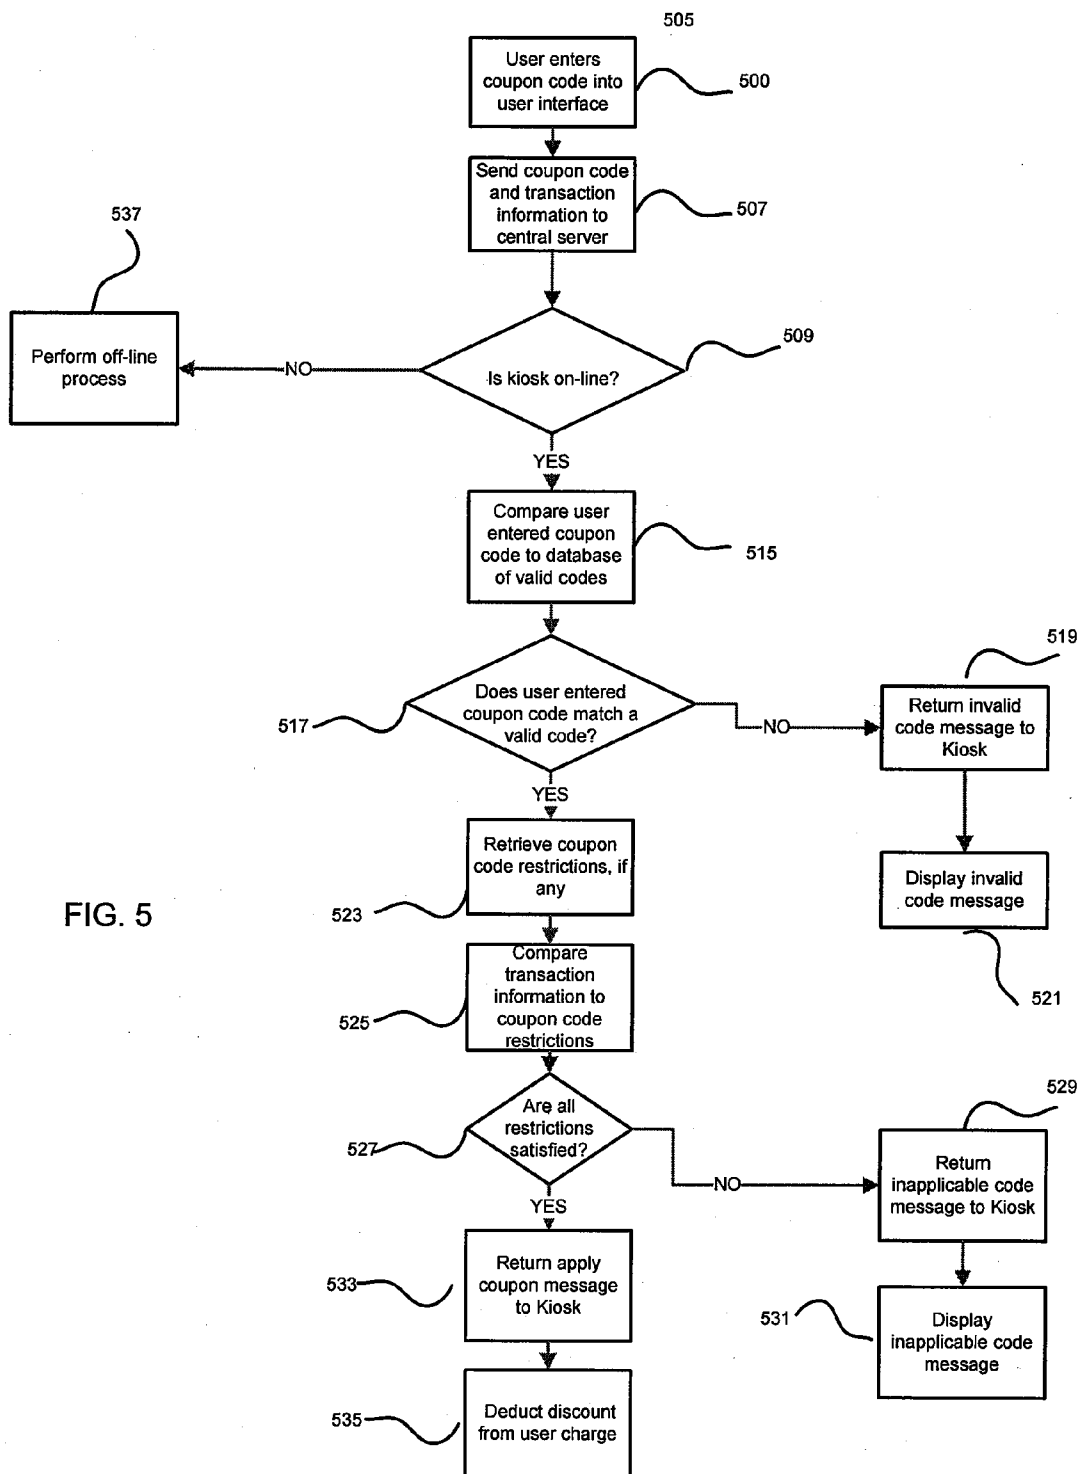 505
User enters
coupon code into
user interface
500
Send coupon code
and transaction
information to
central server
507
537
Perform off-line
process
NO
Is kiosk on-line?
509
YES
Compare user
entered coupon
code to database
of valid codes
515
517
Does user entered
coupon code match a
valid code?
NO
519
Return invalid
code message to
Kiosk
YES
Retrieve coupon
code restrictions, if
any
523
Display invalid
code message
521
FIG. 5
Compare
transaction
information to
coupon code
restrictions
525
Are all
restrictions
satisfied?
527
NO
529
Return
inapplicable code
message to Kiosk
YES
Return apply
coupon message
to Kiosk
533
531
Display
inapplicable code
message
535
Deduct discount
from user charge